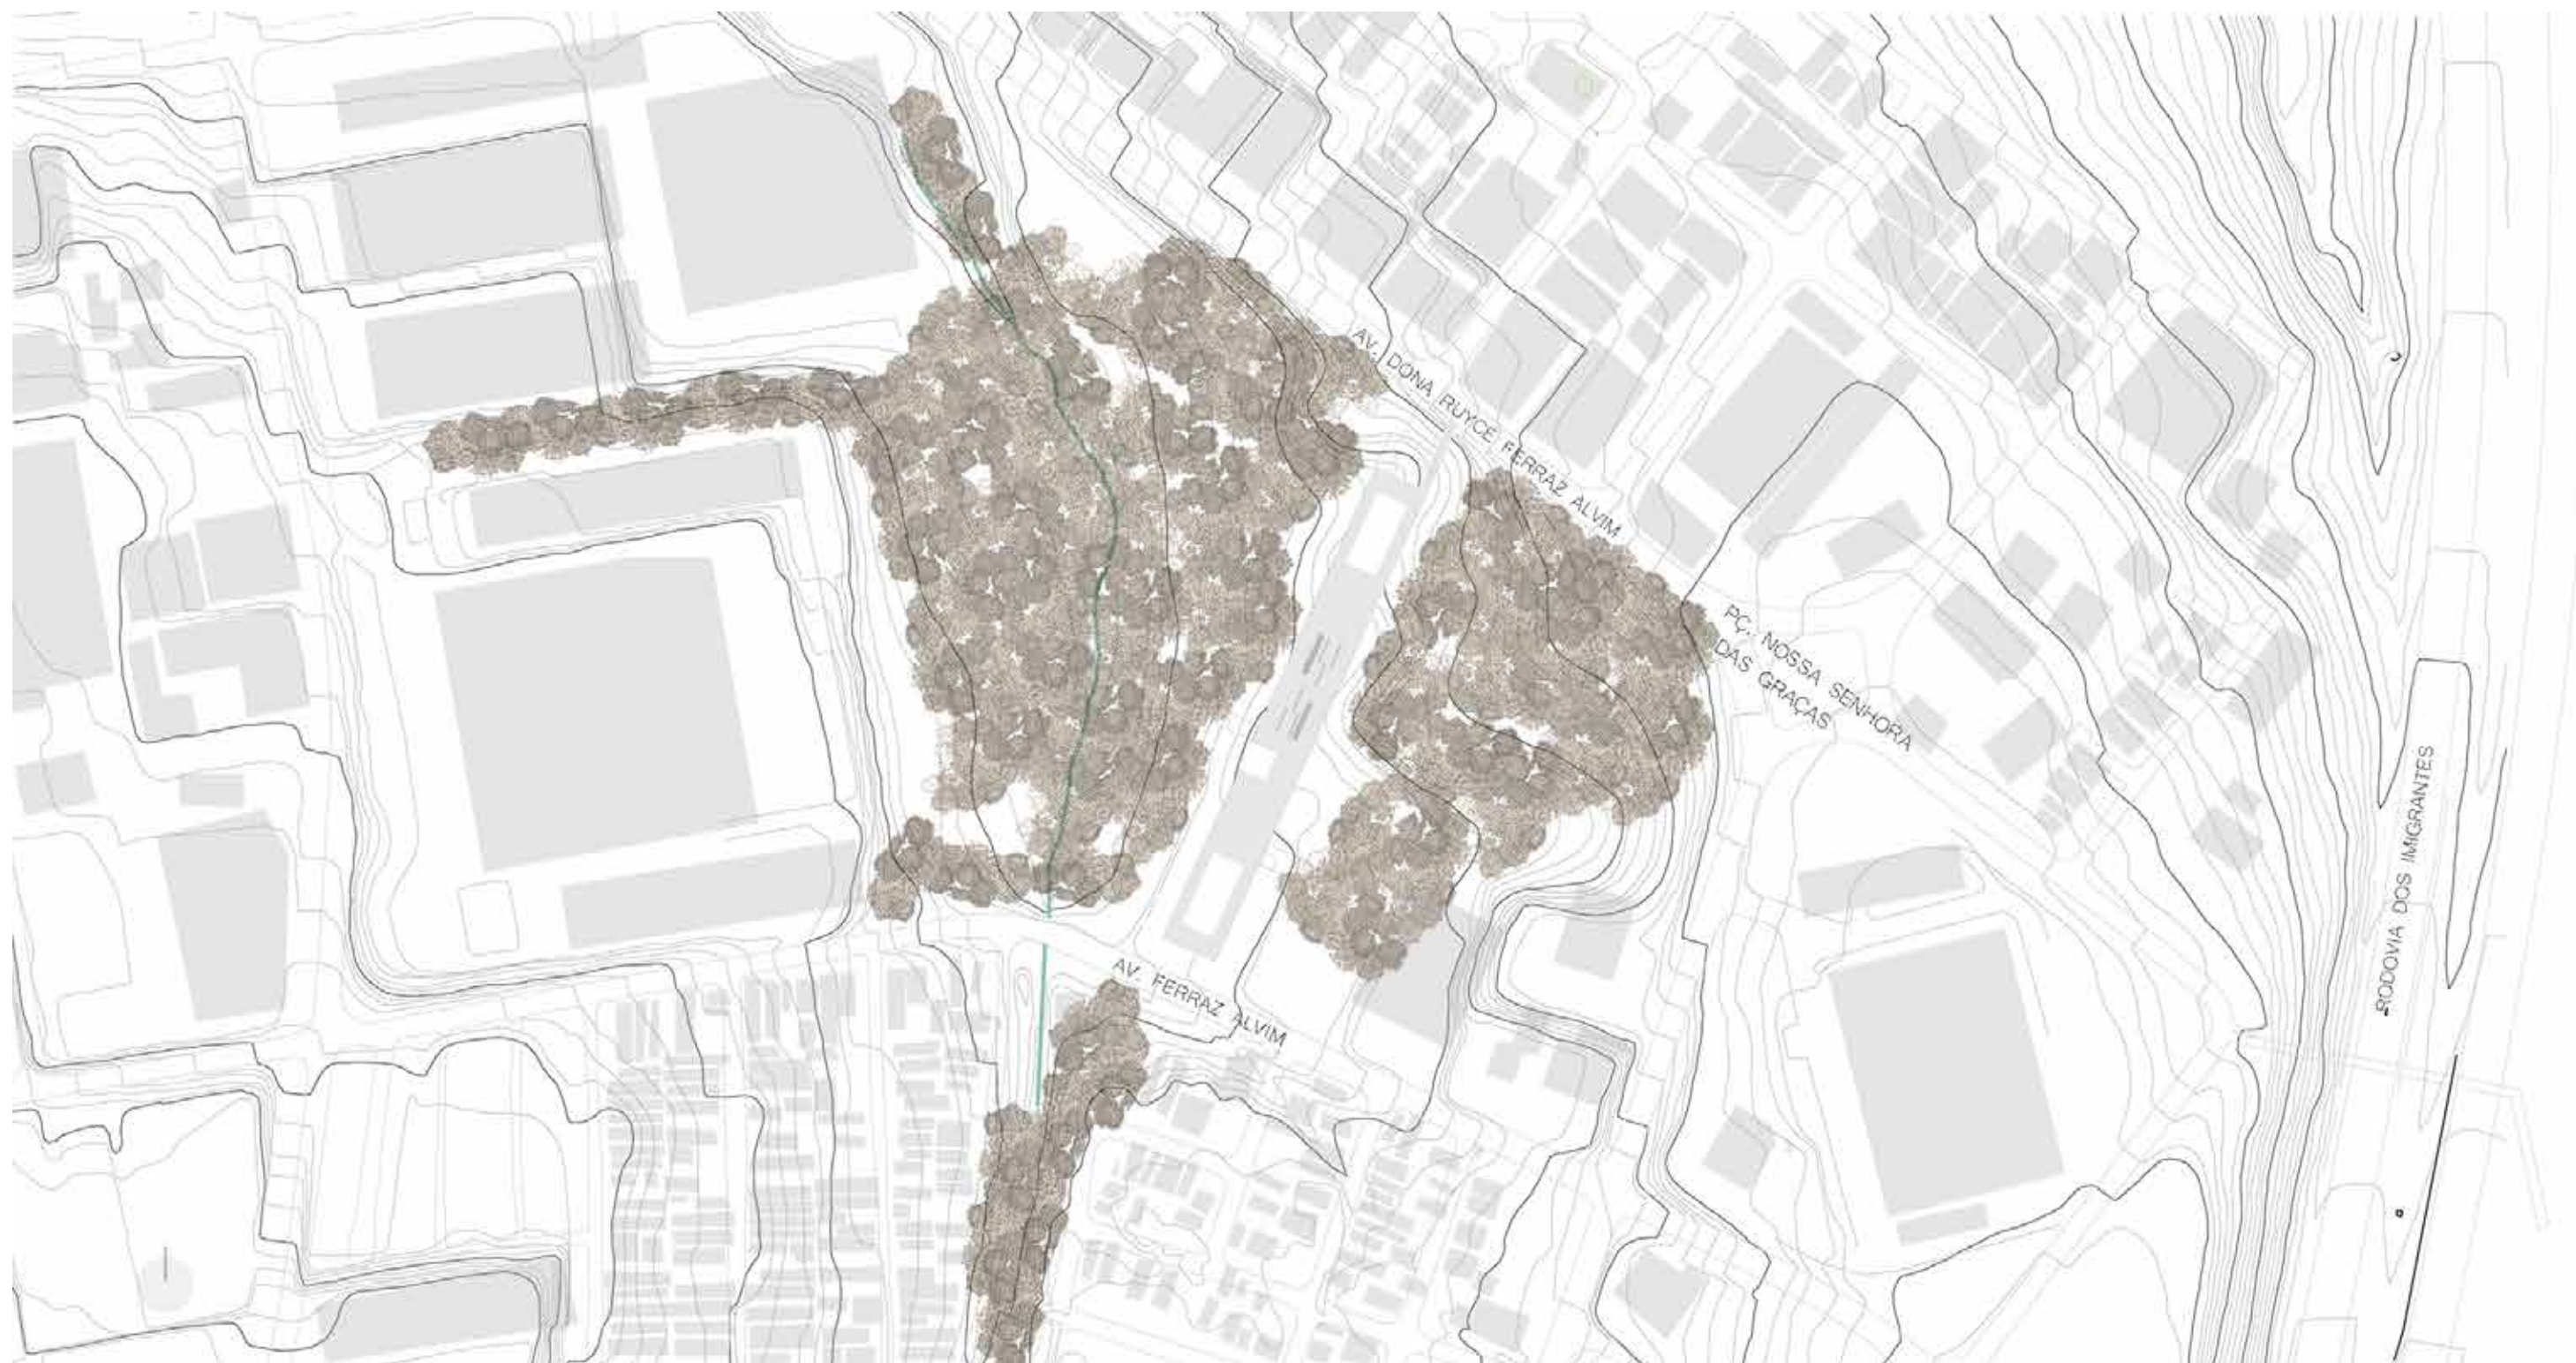 AV. DONA RUYCE FERRAZ ALVIM
PÇ. NOSSA SENHORA
DAS GRAÇAS
RODOVIA DOS IMIGRANTES
AV. FERRAZ ALVIM